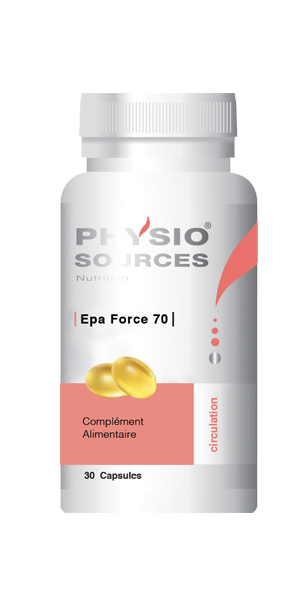 PHYSIO®
SOURCES
Nutrition
Epa Force 70
Complément
Alimentaire
circulation
30 Capsules